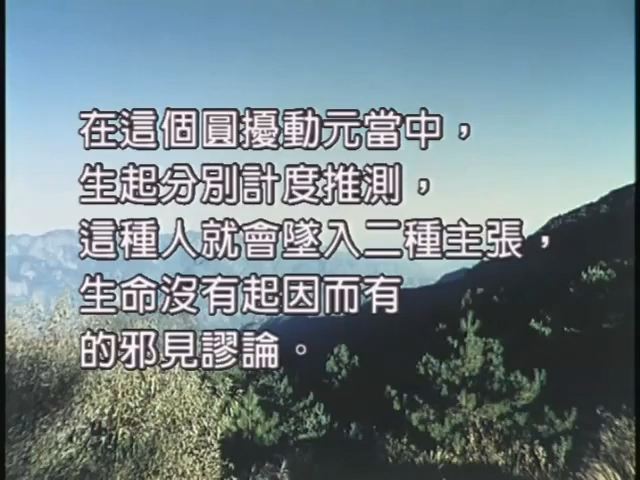 在這個圓擾動元當中，
生起分別計度推測，
這種人就會墜入二種主張，
生命沒有起因而有
的邪見謬論。